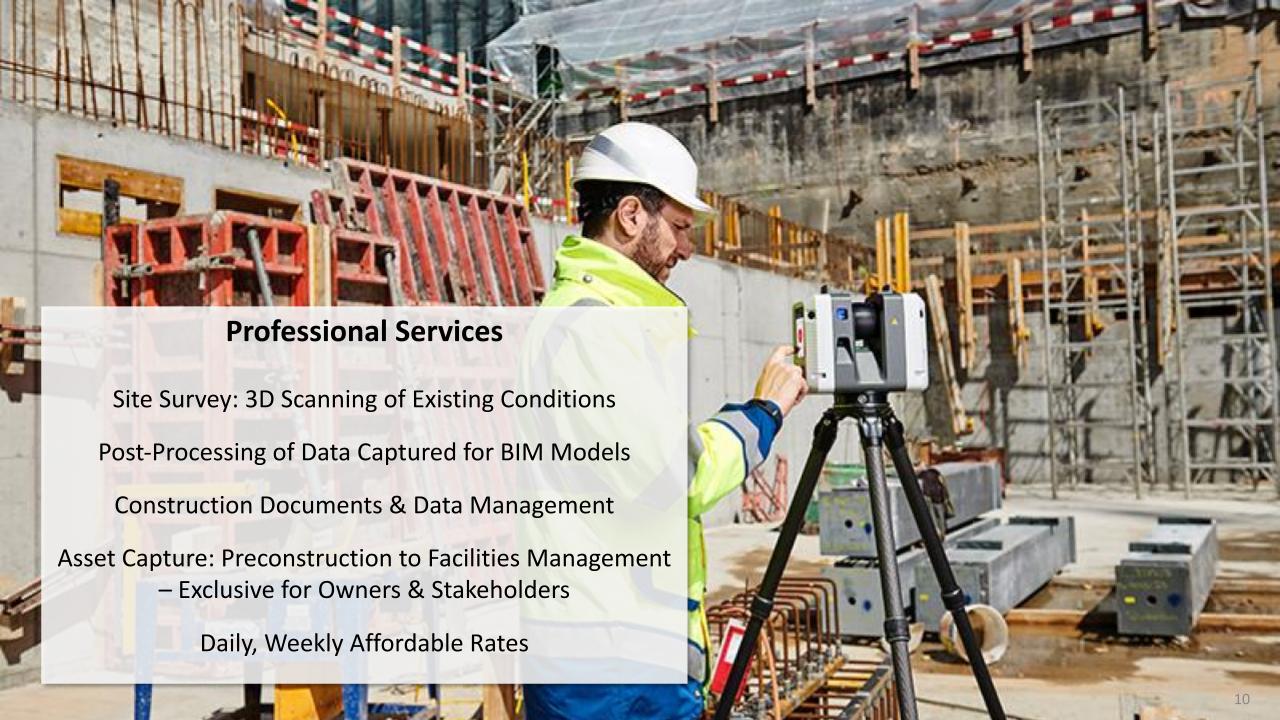 Professional Services
Site Survey: 3D Scanning of Existing Conditions
Post-Processing of Data Captured for BIM Models
Construction Documents & Data Management
Asset Capture: Preconstruction to Facilities Management
– Exclusive for Owners & Stakeholders
Daily, Weekly Affordable Rates
10